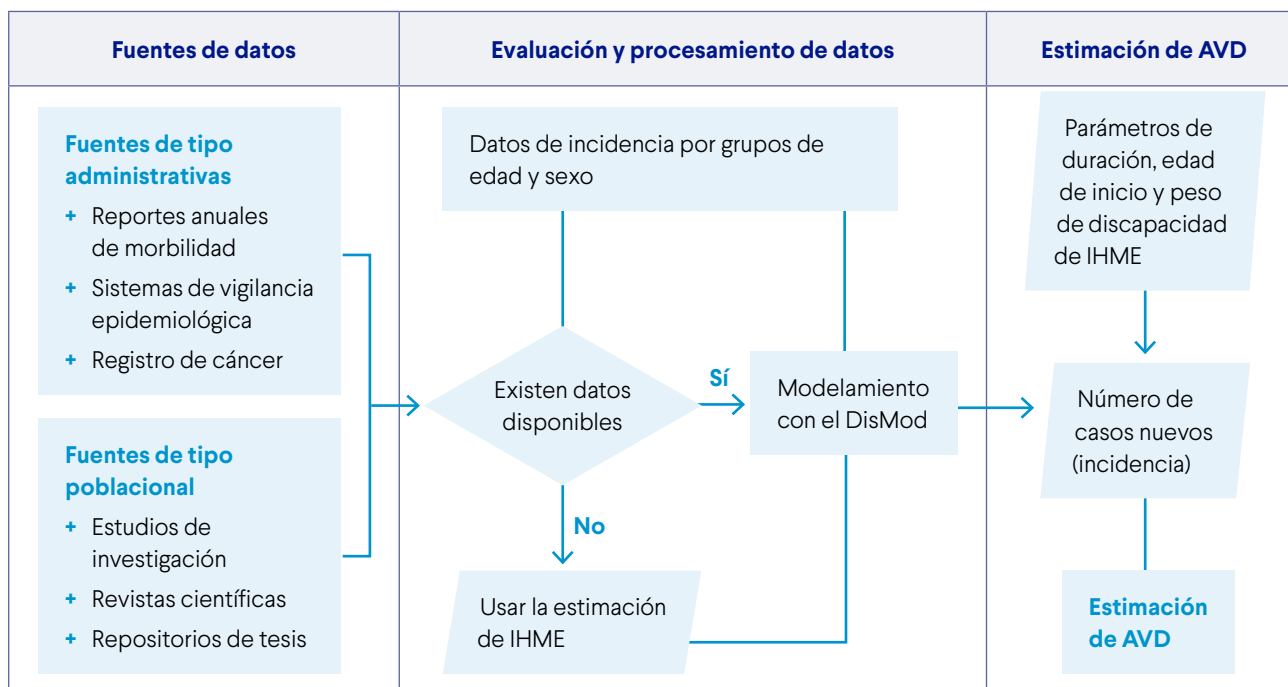 Fuentes de datos
Evaluación y procesamiento de datos
Estimación de AVD
Fuentes de tipo
administrativas
+ Reportes anuales
de morbilidad
+ Sistemas de vigilancia
epidemiológica
+ Registro de cáncer
Fuentes de tipo
poblacional
+ Estudios de
investigación
+ Revistas científicas
+ Repositorios de tesis
Datos de incidencia por grupos de
edad y sexo
Existen datos
disponibles
Sí
No
Modelamiento
con el DisMod
Usar la estimación
de IHME
Parámetros de
duración, edad
de inicio y peso
de discapacidad
de IHME
Número de
casos nuevos
(incidencia)
Estimación
de AVD